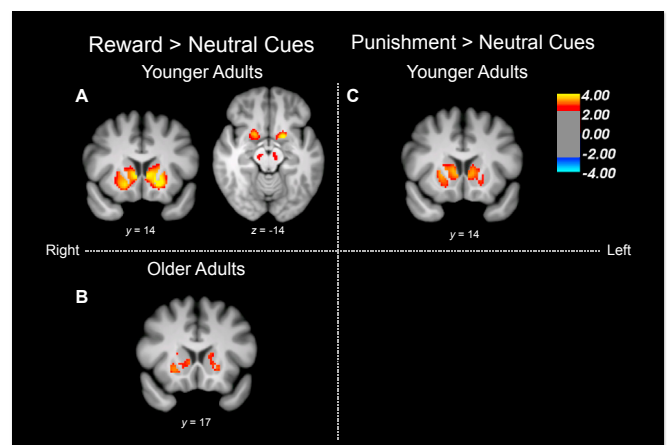 Reward > Neutral Cues
Younger Adults
A
y = 14
z = -14
Punishment > Neutral Cues
Younger Adults
C
y = 14
4.00
2.00
0.00
-2.00
-4.00
Right
Left
Older Adults
B
y = 17